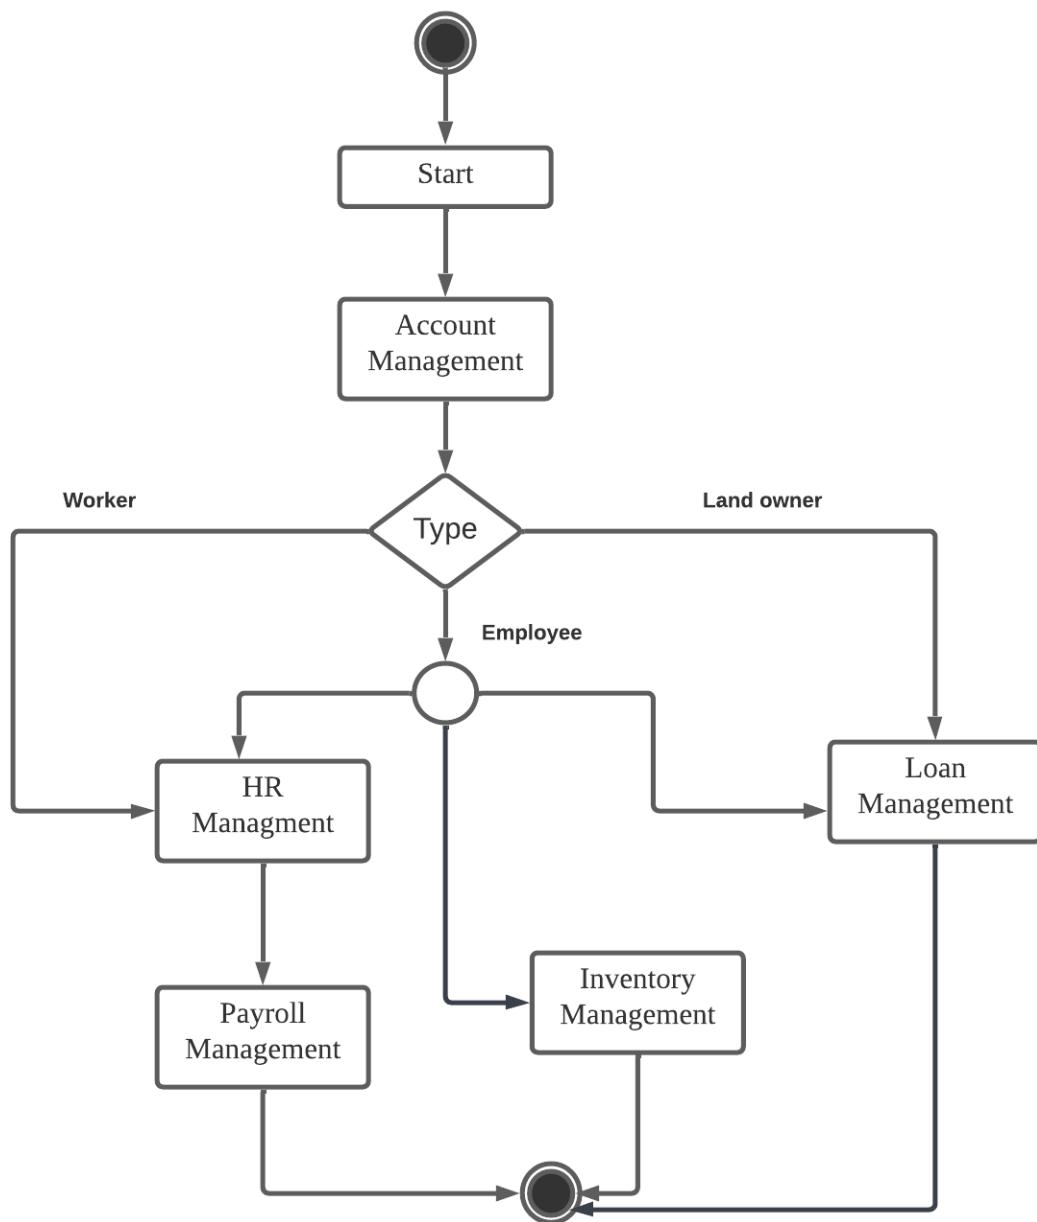 Start
Account
Management
Worker
Type
Land owner
Employee
HR
Managment
Loan
Management
Inventory
Management
Payroll
Management